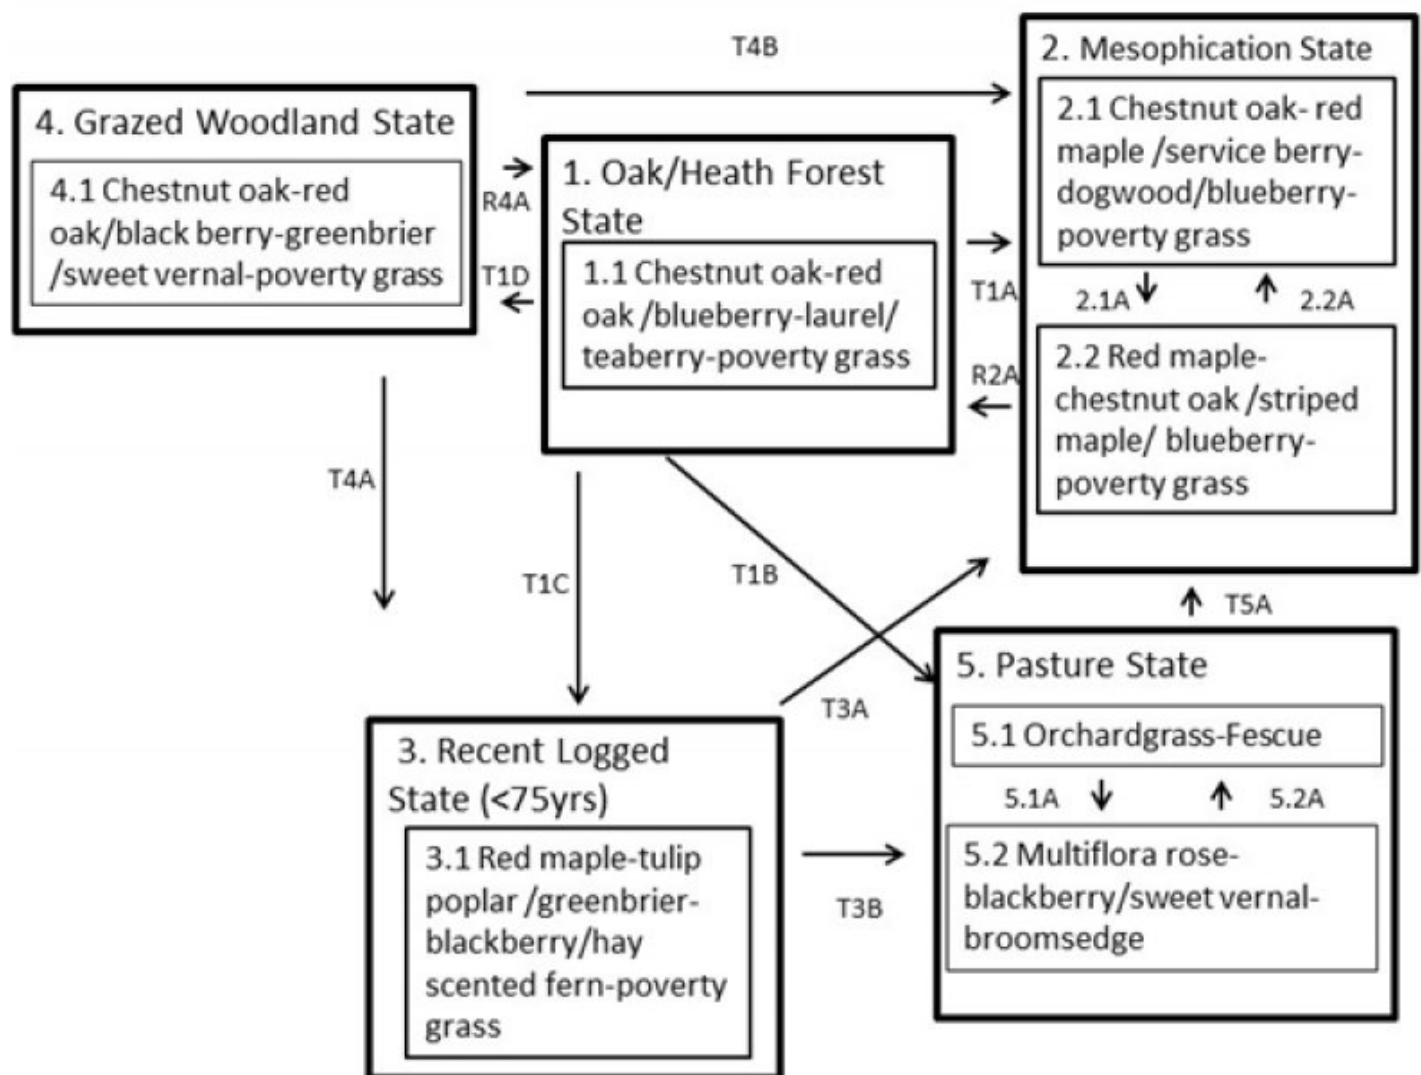 T4B
4. Grazed Woodland State
4.1 Chestnut oak-red
oak/black berry-greenbrier
/sweet vernal-poverty grass
R4A
T1D
1. Oak/Heath Forest
State
1.1 Chestnut oak-red
oak /blueberry-laurel/
teaberry-poverty grass
T1A
R2A
2. Mesophication State
2.1 Chestnut oak- red
maple /service berry-
dogwood/blueberry-
poverty grass
2.1A
2.2A
2.2 Red maple-
chestnut oak /striped
maple/ blueberry-
poverty grass
T4A
T1C
T1B
T3A
T5A
3. Recent Logged
State (<75yrs)
3.1 Red maple-tulip
poplar /greenbrier-
blackberry/hay
scented fern-poverty
grass
T3B
5. Pasture State
5.1 Orchardgrass-Fescue
5.1A
5.2A
5.2 Multiflora rose-
blackberry/sweet vernal-
broomsedge